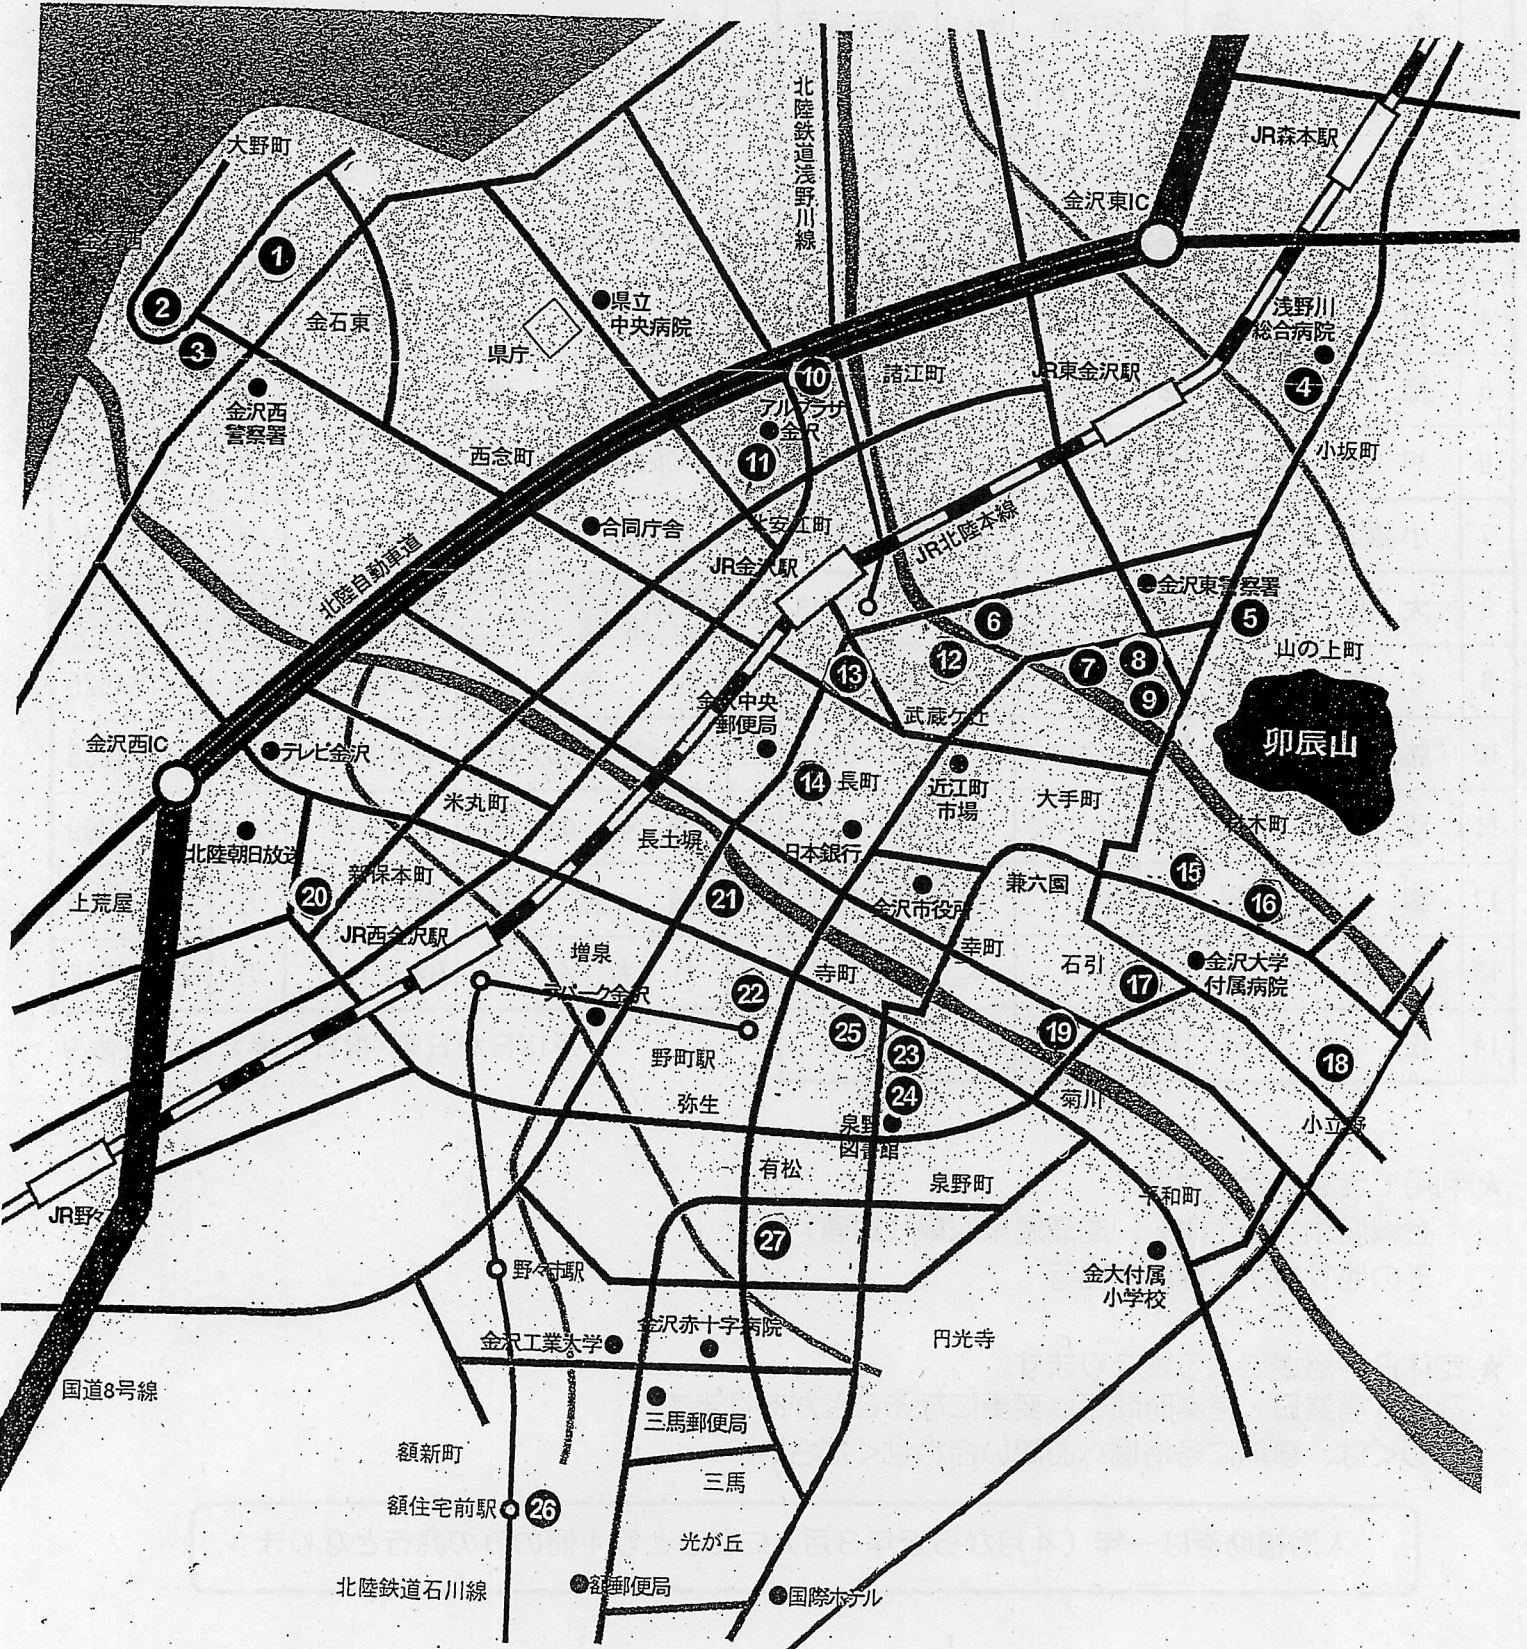 大野町
北陸鉄道浅野川線
JR森本駅
金沢東IC
1
2
3
金石東
県立
中央病院
県庁
浅野川
総合病院
4
金沢西
警察署
10
諸江町
JR東金沢駅
アルプラザ
金沢
11
西念町
小坂町
合同庁舎
北安江町
JR金沢駅
JR北陸本線
北陸自動車道
金沢東警察署
5
6
山の上町
7
8
9
12
13
金沢中央
郵便局
武蔵ケ辻
卯辰山
金沢西IC
テレビ金沢
14
長町
近江町
市場
大手町
米丸町
長土塀
日本銀行
北陸朝日放送
新保本町
20
上荒屋
21
金沢市役所
兼六園
15
16
JR西金沢駅
増泉
寺町
幸町
石引
17
金沢大学
付属病院
22
野町駅
25
23
24
19
18
弥生
泉野
図書館
菊川
小立野
有松
泉野町
平和町
27
野々市駅
金大付属
小学校
金沢工業大学
金沢赤十字病院
円光寺
国道8号線
三馬郵便局
額新町
三馬
額住宅前駅
26
光が丘
北陸鉄道石川線
額郵便局
国際ホテル